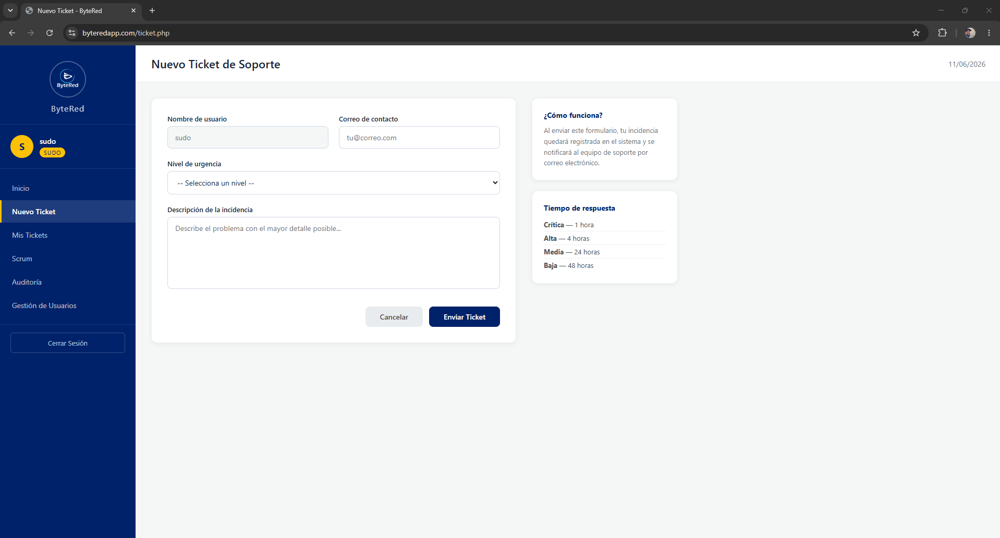 Nuevo Ticket - ByteRed
byteredapp.com/ticket.php
ByteRed
ByteRed
S
sudo
SUDO
Inicio
Nuevo Ticket
Mis Tickets
Scrum
Auditoría
Gestión de Usuarios
Cerrar Sesión
Nuevo Ticket de Soporte
11/06/2026
Nombre de usuario
sudo
Correo de contacto
tu@correo.com
Nivel de urgencia
-- Selecciona un nivel --
Descripción de la incidencia
Describe el problema con el mayor detalle posible...
Cancelar
Enviar Ticket
¿Cómo funciona?
Al enviar este formulario, tu incidencia
quedará registrada en el sistema y se
notificará al equipo de soporte por
correo electrónico.
Tiempo de respuesta
Crítica — 1 hora
Alta — 4 horas
Media — 24 horas
Baja — 48 horas